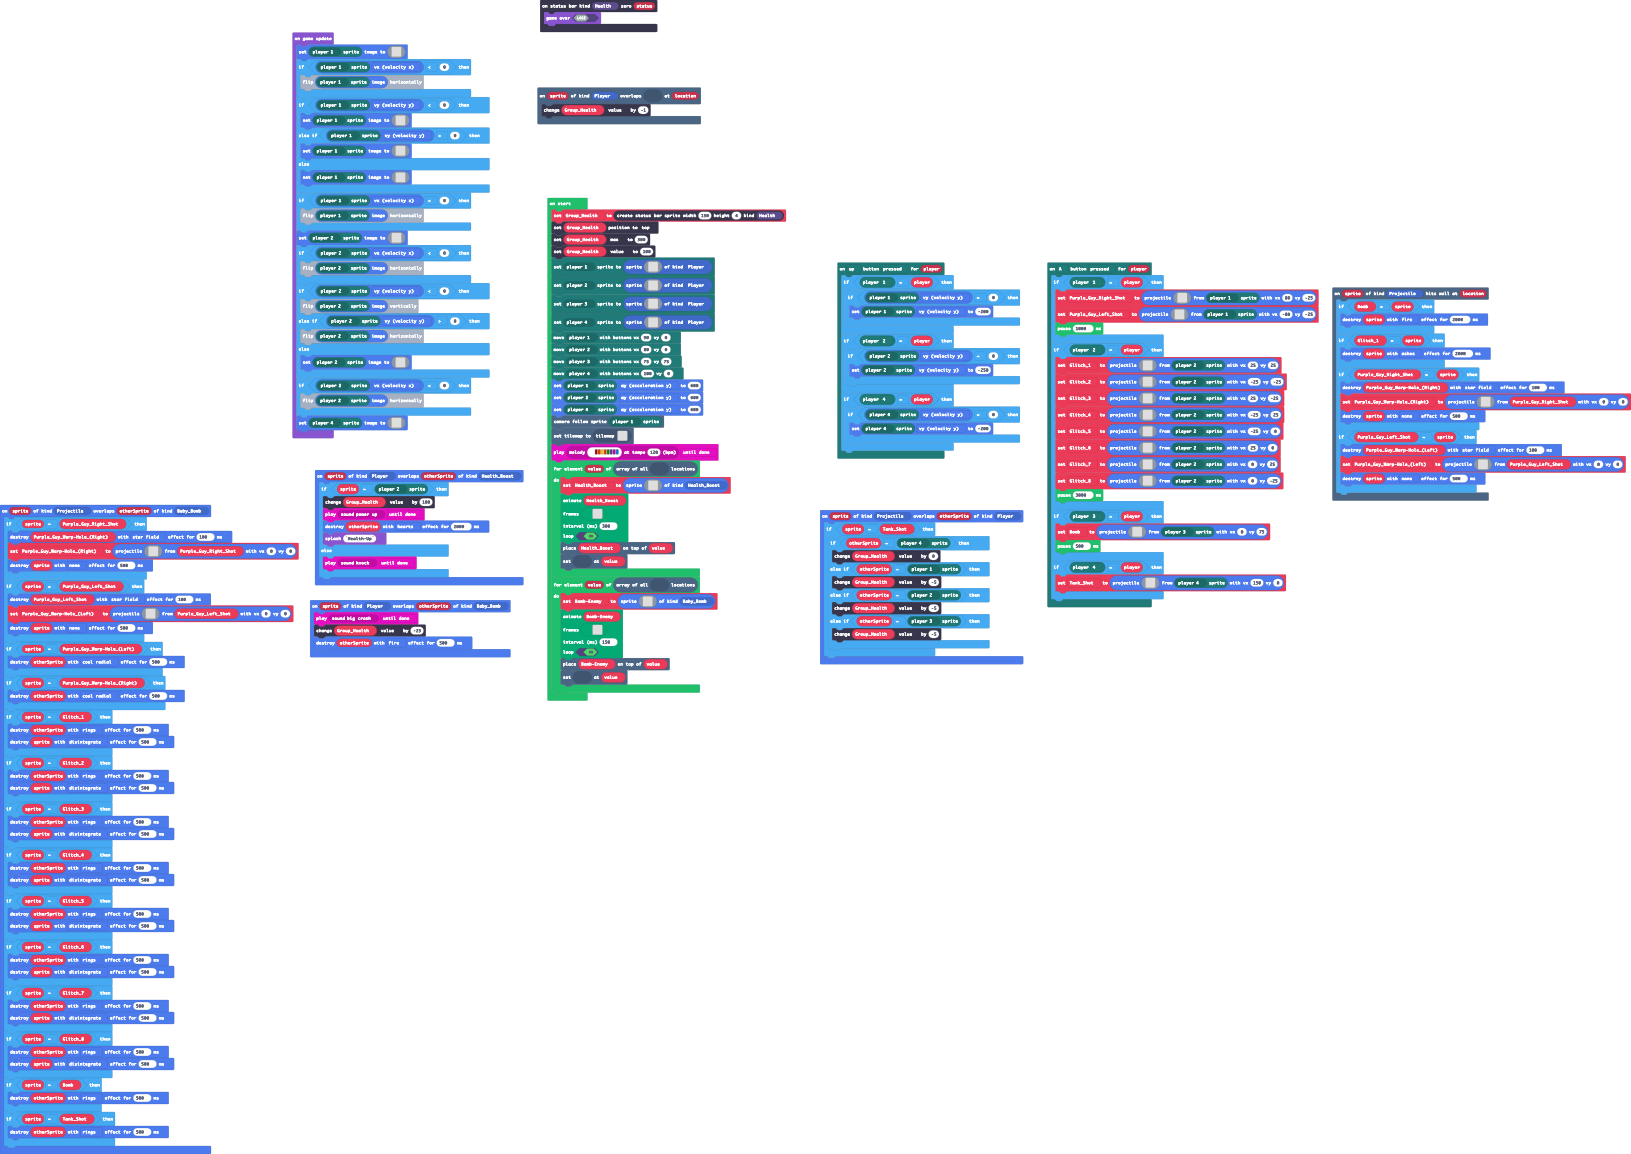 on status bar kind Health zero status
game over LOSE
on game update
set player 1 sprite image to
if player 1 sprite vx (velocity x) < 0 then
flip player 1 sprite image horizontally
if player 1 sprite vy (velocity y) < 0 then
set player 1 sprite image to
else if player 1 sprite vy (velocity y) = 0 then
set player 1 sprite image to
else
set player 1 sprite image to
if player 1 sprite vx (velocity x) = 0 then
flip player 1 sprite image horizontally
set player 2 sprite image to
if player 2 sprite vx (velocity x) < 0 then
flip player 2 sprite image horizontally
if player 2 sprite vy (velocity y) < 0 then
flip player 2 sprite image vertically
else if player 2 sprite vy (velocity y) 0 then
flip player 2 sprite image horizontally
else
set player 2 sprite image to
if player 2 sprite vx (velocity x) = 0 then
flip player 2 sprite image horizontally
set player 4 sprite image to
on sprite of kind Player overlaps at location
change Group_Health value by -1
on start
set Group_Health to create status bar sprite width 150 height 4 kind Health
set Group_Health position to top
set Group_Health max to
set Group_Health value to
set player 1 sprite to sprite of kind Player
set player 2 sprite to sprite of kind Player
set player 3 sprite to sprite of kind Player
set player 4 sprite to sprite of kind Player
move player 1 with buttons vx vy 0
move player 2 with buttons vx vy 0
move player 3 with buttons vx 75 vy 75
move player 4 with buttons vx 100 vy 0
set player 1 sprite ay (acceleration y) to
set player 2 sprite ay (acceleration y) to
set player 4 sprite ay (acceleration y) to
camera follow sprite player 1 sprite
set tilemap to tilemap
play melody at tempo 120 (bpm) until done
for element value of array of all locations
do
set Health_Boost to sprite of kind Health_Boost
animate Health_Boost
frames
interval (ms) 300
loop
place Health_Boost on top of value
set at value
for element value of array of all locations
do
set Bomb-Enemy to sprite of kind Baby_Bomb
animate Bomb-Enemy
frames
interval (ms) 150
loop
place Bomb-Enemy on top of value
set at value
on up button pressed for player
if player 1 = player then
if player 1 sprite vy (velocity y) = 0 then
set player 1 sprite vy (velocity y) to -200
if player 2 = player then
if player 2 sprite vy (velocity y) = 0 then
set player 2 sprite vy (velocity y) to -250
if player 4 = player then
if player 4 sprite vy (velocity y) = 0 then
set player 4 sprite vy (velocity y) to -200
on A button pressed for player
if player 1 = player then
set Purple_Guy_Right_Shot to projectile from player 1 sprite with vx 80 vy -25
set Purple_Guy_Left_Shot to projectile from player 1 sprite with vx -80 vy -25
pause 1000 ms
if player 2 = player then
set Glitch_1 to projectile from player 2 sprite with vx 25 vy 25
set Glitch_2 to projectile from player 2 sprite with vx -25 vy -25
set Glitch_3 to projectile from player 2 sprite with vx 25 vy -25
set Glitch_4 to projectile from player 2 sprite with vx -25 vy 25
set Glitch_5 to projectile from player 2 sprite with vx -25 vy 0
set Glitch_6 to projectile from player 2 sprite with vx 25 vy 0
set Glitch_7 to projectile from player 2 sprite with vx 0 vy 25
set Glitch_8 to projectile from player 2 sprite with vx 0 vy -25
pause 3000 ms
if player 3 = player then
set Bomb to projectile from player 3 sprite with vx 0 vy 75
pause 500 ms
if player 4 = player then
set Tank_Shot to projectile from player 4 sprite with vx 150 vy 0
on sprite of kind Projectile hits wall at location
if Bomb = sprite then
destroy sprite with fire effect for 2000 ms
if Glitch_1 = sprite then
destroy sprite with ashes effect for 2000 ms
if Purple_Guy_Right_Shot = sprite then
destroy Purple_Guy_Warp-Hole_(Right) with star field effect for 100 ms
set Purple_Guy_Warp-Hole_(Right) to projectile from Purple_Guy_Right_Shot with vx 0 vy 0
destroy sprite with none effect for 500 ms
if Purple_Guy_Left_Shot = sprite then
destroy Purple_Guy_Warp-Hole_(Left) with star field effect for 100 ms
set Purple_Guy_Warp-Hole_(Left) to projectile from Purple_Guy_Left_Shot with vx 0 vy 0
destroy sprite with none effect for 500 ms
on sprite of kind Player overlaps otherSprite of kind Health_Boost
if sprite = player 2 sprite then
change Group_Health value by 100
play sound power up until done
destroy otherSprite with hearts effect for 2000 ms
splash Health-Up
else
play sound knock until done
on sprite of kind Player overlaps otherSprite of kind Baby_Bomb
play sound big crash until done
change Group_Health value by -25
destroy otherSprite with fire effect for 500 ms
on sprite of kind Projectile overlaps otherSprite of kind Player
if sprite = Tank_Shot then
if otherSprite = player 4 sprite then
change Group_Health value by 0
else if otherSprite = player 1 sprite then
change Group_Health value by -5
else if otherSprite = player 2 sprite then
change Group_Health value by -5
else if otherSprite = player 3 sprite then
change Group_Health value by -5
on sprite of kind Projectile overlaps otherSprite of kind Baby_Bomb
if sprite = Purple_Guy_Right_Shot then
destroy Purple_Guy_Warp-Hole_(Right) with star field effect for 100 ms
set Purple_Guy_Warp-Hole_(Right) to projectile from Purple_Guy_Right_Shot with vx 0 vy 0
destroy sprite with none effect for 500 ms
if sprite = Purple_Guy_Left_Shot then
destroy Purple_Guy_Left_Shot with star field effect for 100 ms
set Purple_Guy_Warp-Hole_(Left) to projectile from Purple_Guy_Left_Shot with vx 0 vy 0
destroy sprite with none effect for 500 ms
if sprite = Purple_Guy_Warp-Hole_(Left) then
destroy otherSprite with cool radial effect for 500 ms
if sprite = Purple_Guy_Warp-Hole_(Right) then
destroy otherSprite with cool radial effect for 500 ms
if sprite = Glitch_1 then
destroy otherSprite with rings effect for 500 ms
destroy sprite with disintegrate effect for 500 ms
if sprite = Glitch_2 then
destroy otherSprite with rings effect for 500 ms
destroy sprite with disintegrate effect for 500 ms
if sprite = Glitch_3 then
destroy otherSprite with rings effect for 500 ms
destroy sprite with disintegrate effect for 500 ms
if sprite = Glitch_4 then
destroy otherSprite with rings effect for 500 ms
destroy sprite with disintegrate effect for 500 ms
if sprite = Glitch_5 then
destroy otherSprite with rings effect for 500 ms
destroy sprite with disintegrate effect for 500 ms
if sprite = Glitch_6 then
destroy otherSprite with rings effect for 500 ms
destroy sprite with disintegrate effect for 500 ms
if sprite = Glitch_7 then
destroy otherSprite with rings effect for 500 ms
destroy sprite with disintegrate effect for 500 ms
if sprite = Glitch_8 then
destroy otherSprite with rings effect for 500 ms
destroy sprite with disintegrate effect for 500 ms
if sprite = Bomb then
destroy otherSprite with rings effect for 500 ms
if sprite = Tank_Shot then
destroy otherSprite with rings effect for 500 ms